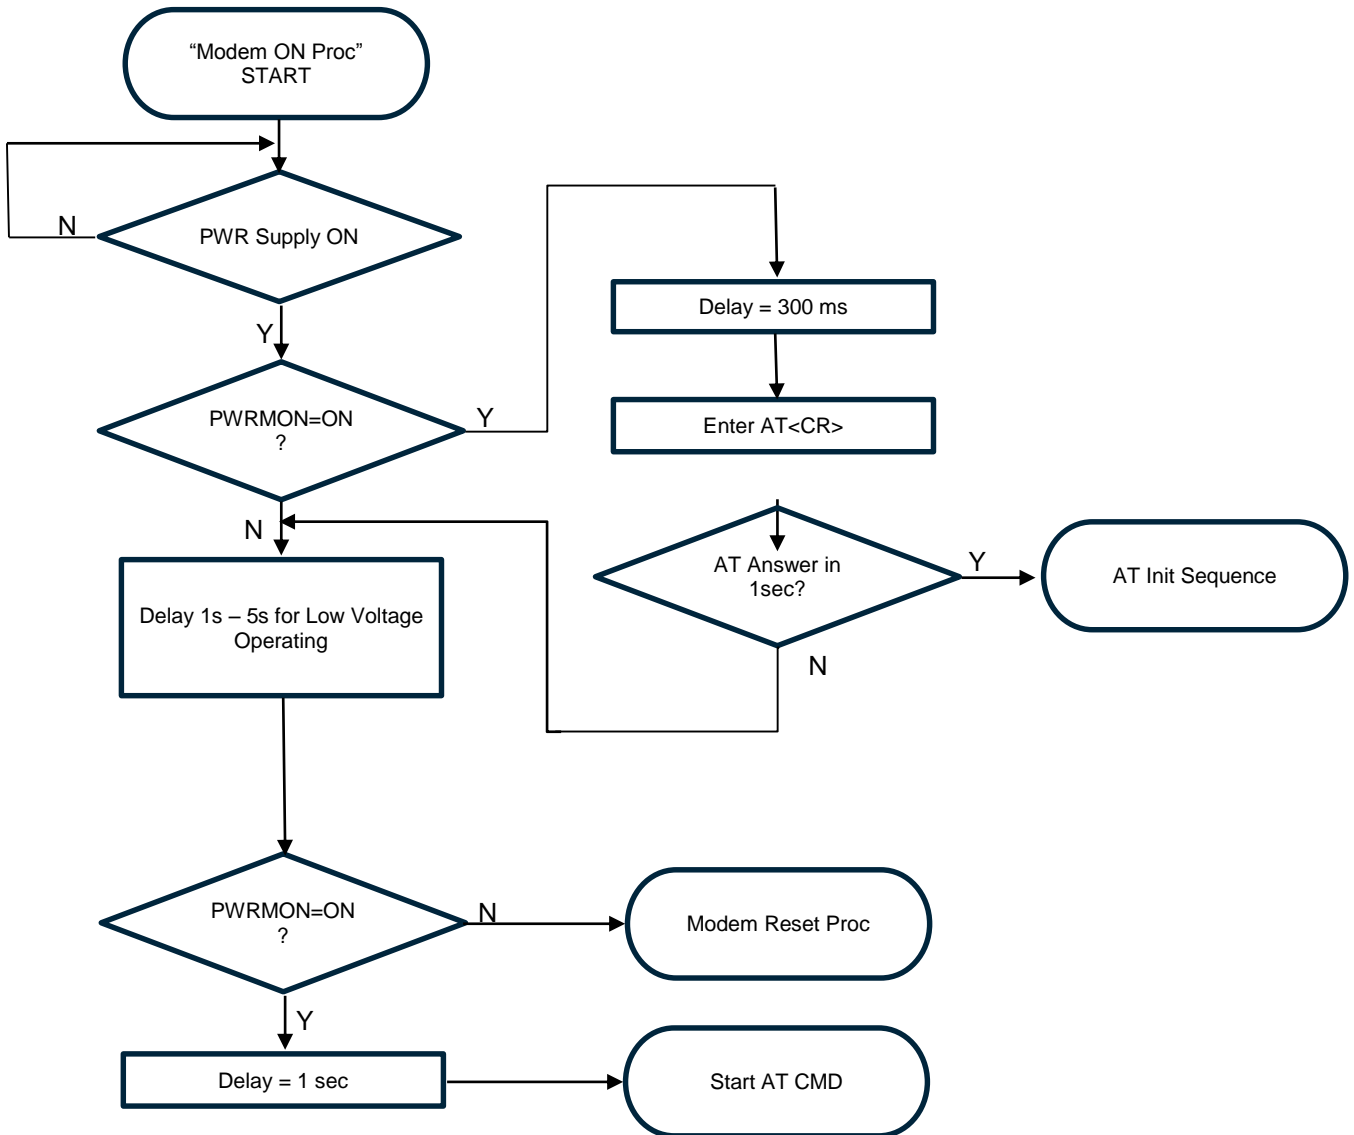 “Modem ON Proc”
START
N
PWR Supply ON
Y
Delay = 300 ms
PWRMON=ON
?
Y
Enter AT<CR>
N
AT Answer in
1sec?
Y
AT Init Sequence
Delay 1s – 5s for Low Voltage
Operating
N
PWRMON=ON
?
N
Modem Reset Proc
Y
Delay = 1 sec
Start AT CMD